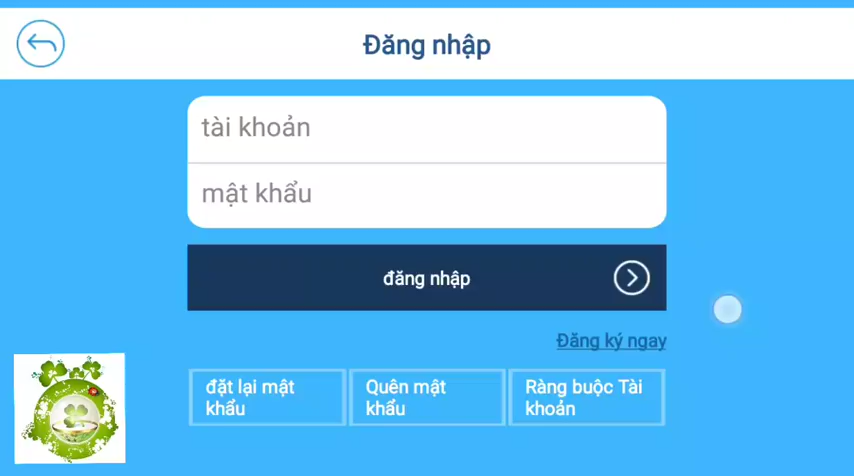 Đăng nhập
tài khoản
mật khẩu
đăng nhập
Đăng ký ngay
đặt lại mật
khẩu
Quên mật
khẩu
Ràng buộc Tài
khoản